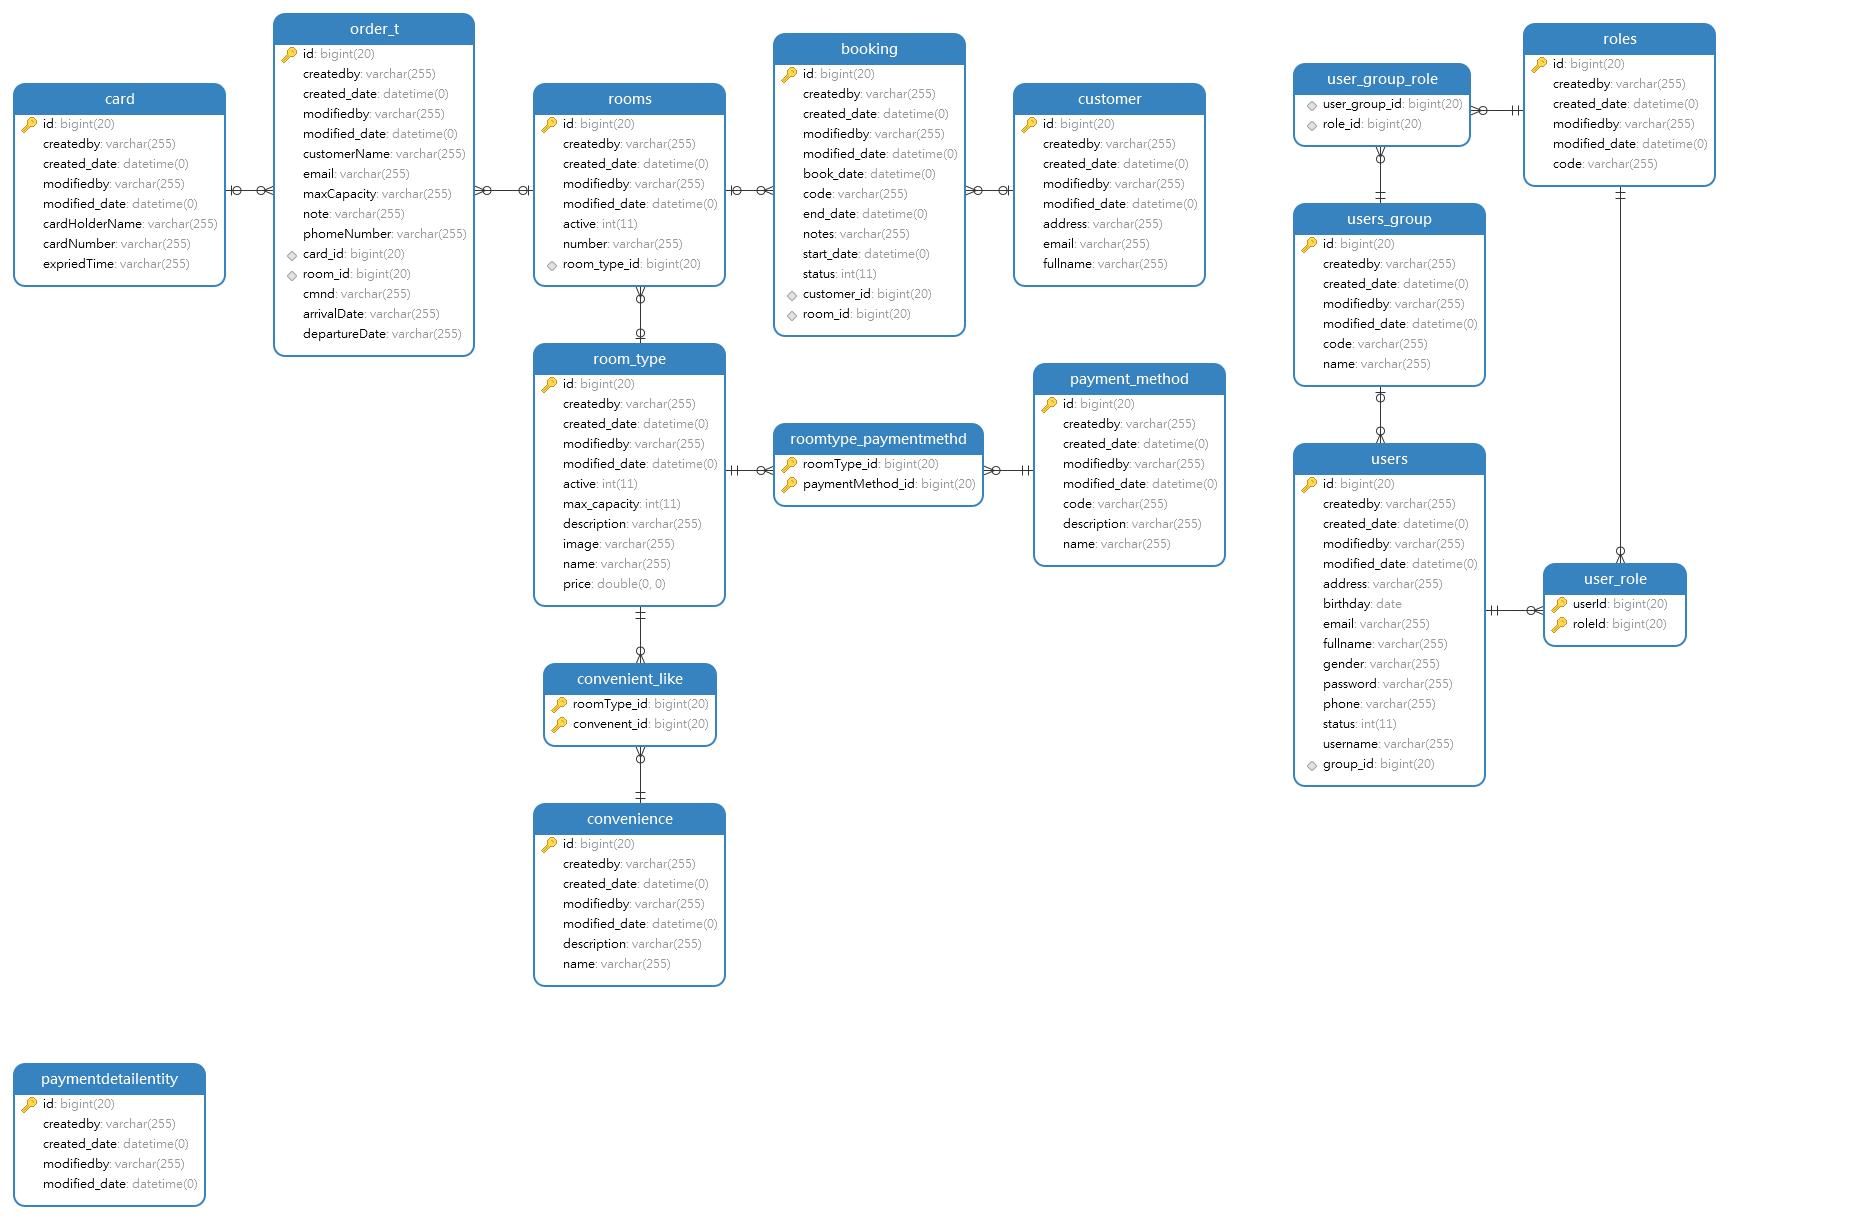 card
id: bigint(20)
createdby: varchar(255)
created_date: datetime(0)
modifiedby: varchar(255)
modified_date: datetime(0)
cardHolderName: varchar(255)
cardNumber: varchar(255)
expriedTime: varchar(255)
order_t
id: bigint(20)
createdby: varchar(255)
created_date: datetime(0)
modifiedby: varchar(255)
modified_date: datetime(0)
customerName: varchar(255)
email: varchar(255)
maxCapacity: varchar(255)
note: varchar(255)
phomeNumber: varchar(255)
card_id: bigint(20)
room_id: bigint(20)
cmnd: varchar(255)
arrivalDate: varchar(255)
departureDate: varchar(255)
rooms
id: bigint(20)
createdby: varchar(255)
created_date: datetime(0)
modifiedby: varchar(255)
modified_date: datetime(0)
active: int(11)
number: varchar(255)
room_type_id: bigint(20)
booking
id: bigint(20)
createdby: varchar(255)
created_date: datetime(0)
modifiedby: varchar(255)
modified_date: datetime(0)
book_date: datetime(0)
code: varchar(255)
end_date: datetime(0)
notes: varchar(255)
start_date: datetime(0)
status: int(11)
customer_id: bigint(20)
room_id: bigint(20)
customer
id: bigint(20)
createdby: varchar(255)
created_date: datetime(0)
modifiedby: varchar(255)
modified_date: datetime(0)
address: varchar(255)
email: varchar(255)
fullname: varchar(255)
user_group_role
user_group_id: bigint(20)
role_id: bigint(20)
roles
id: bigint(20)
createdby: varchar(255)
created_date: datetime(0)
modifiedby: varchar(255)
modified_date: datetime(0)
code: varchar(255)
users_group
id: bigint(20)
createdby: varchar(255)
created_date: datetime(0)
modifiedby: varchar(255)
modified_date: datetime(0)
code: varchar(255)
name: varchar(255)
room_type
id: bigint(20)
createdby: varchar(255)
created_date: datetime(0)
modifiedby: varchar(255)
modified_date: datetime(0)
active: int(11)
max_capacity: int(11)
description: varchar(255)
image: varchar(255)
name: varchar(255)
price: double(0, 0)
roomtype_paymentmethd
roomType_id: bigint(20)
paymentMethod_id: bigint(20)
payment_method
id: bigint(20)
createdby: varchar(255)
created_date: datetime(0)
modifiedby: varchar(255)
modified_date: datetime(0)
code: varchar(255)
description: varchar(255)
name: varchar(255)
users
id: bigint(20)
createdby: varchar(255)
created_date: datetime(0)
modifiedby: varchar(255)
modified_date: datetime(0)
address: varchar(255)
birthday: date
email: varchar(255)
fullname: varchar(255)
gender: varchar(255)
password: varchar(255)
phone: varchar(255)
status: int(11)
username: varchar(255)
group_id: bigint(20)
user_role
userId: bigint(20)
roleId: bigint(20)
convenient_like
roomType_id: bigint(20)
convenent_id: bigint(20)
convenience
id: bigint(20)
createdby: varchar(255)
created_date: datetime(0)
modifiedby: varchar(255)
modified_date: datetime(0)
description: varchar(255)
name: varchar(255)
paymentdetailentity
id: bigint(20)
createdby: varchar(255)
created_date: datetime(0)
modifiedby: varchar(255)
modified_date: datetime(0)